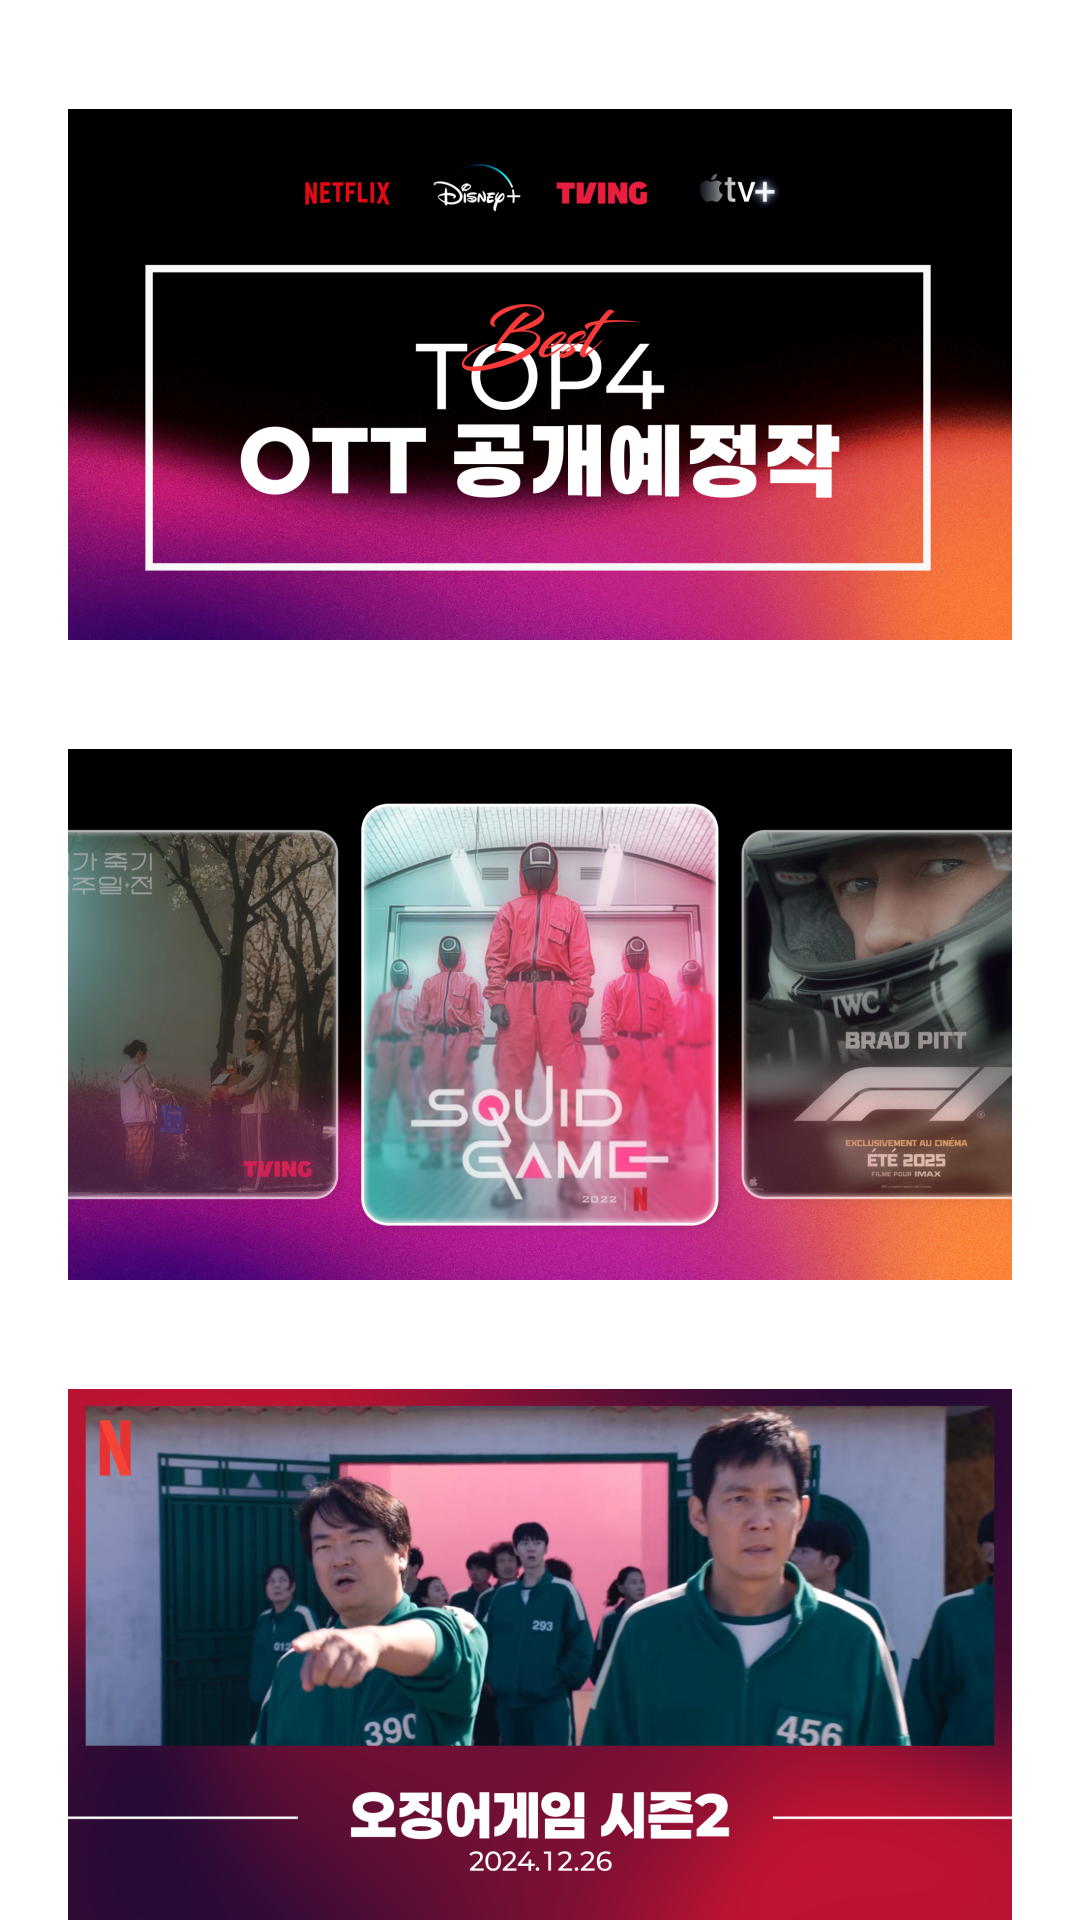 NETFLIX Disney+ TVING tv+
Best
TOP4
OTT 공개예정작
가 죽기
주일 전
TVING
SQUID
GAME
2022 N
BELL
IWC
BRAD PITT
F1
EXCLUSIVEMENT AU CINÉMA
ÉTÉ 2025
FILMÉ POUR IMAX
N
012
293
390
456
오징어게임 시즌2
2024.12.26